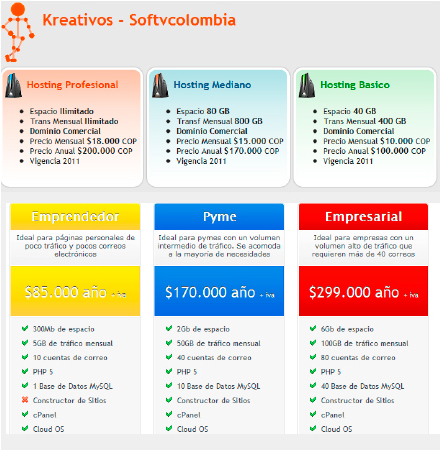 Kreativos - Softvcolombia
Hosting Profesional
Espacio Ilimitado
Trans Mensual Ilimitado
Dominio Comercial
Precio Mensual $18.000 COP
Precio Anual $200.000 COP
Vigencia 2011
Hosting Mediano
Espacio 80 GB
Transf Mensual 800 GB
Dominio Comercial
Precio Mensual $15.000 COP
Precio Anual $170.000 COP
Vigencia 2011
Hosting Basico
Espacio 40 GB
Trans Mensual 400 GB
Dominio Comercial
Precio Mensual $10.000 COP
Precio Anual $100.000 COP
Vigencia 2011
Emprendedor
Ideal para páginas personales de
poco tráfico y pocos correos
electrónicos
$85.000 año + iva
300Mb de espacio
5GB de tráfico mensual
10 cuentas de correo
PHP 5
1 Base de Datos MySQL
Constructor de Sitios
cPanel
Cloud OS
Pyme
Ideal para pymes con un volumen
intermedio de tráfico. Se acomoda
a la mayoría de necesidades
$170.000 año + iva
2Gb de espacio
50GB de tráfico mensual
40 cuentas de correo
PHP 5
10 Base de Datos MySQL
Constructor de Sitios
cPanel
Cloud OS
Empresarial
Ideal para empresas con un
volumen alto de tráfico que
requieren más de 40 correos
$299.000 año + iva
6Gb de espacio
100GB de tráfico mensual
80 cuentas de correo
PHP 5
40 Base de Datos MySQL
Constructor de Sitios
cPanel
Cloud OS